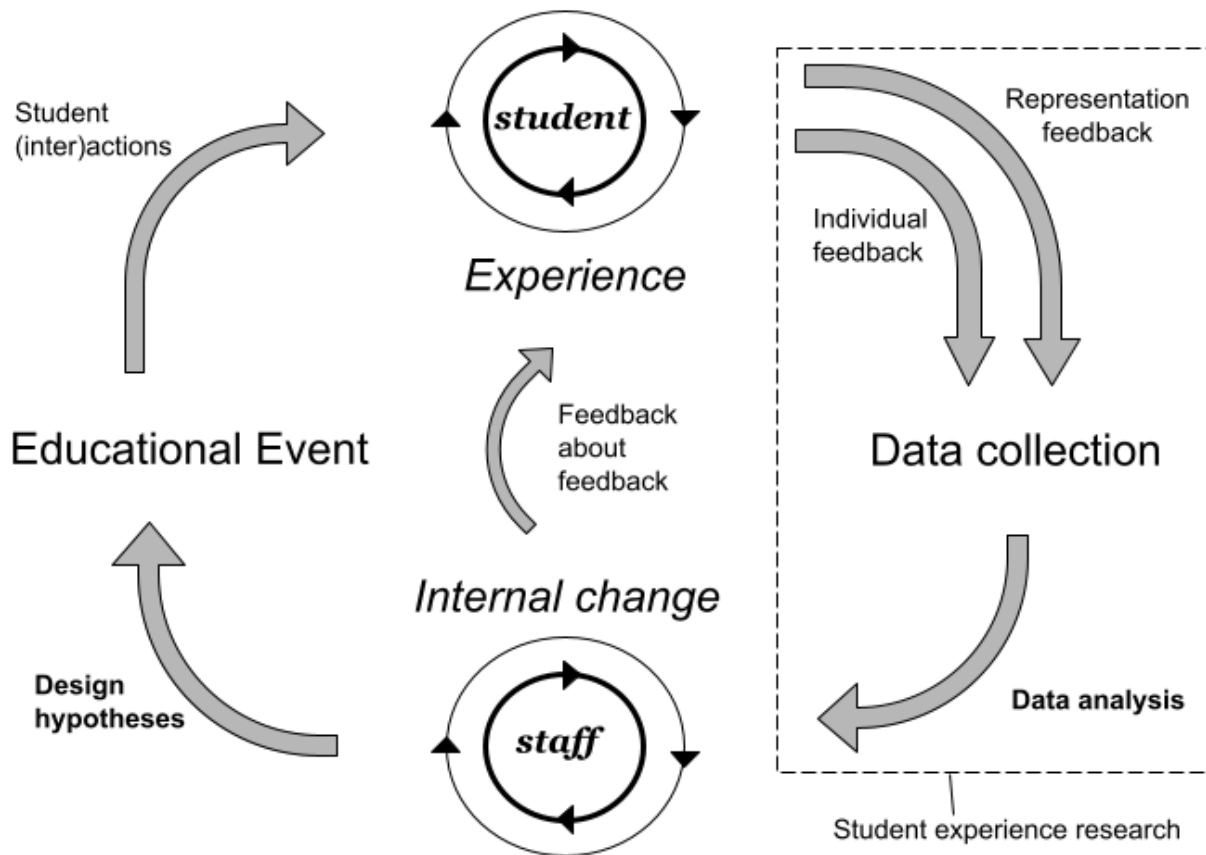 Student
(inter)actions
student
Representation
feedback
Individual
feedback
Experience
Educational Event
Feedback
about
feedback
Data collection
Internal change
Design
hypotheses
staff
Data analysis
Student experience research